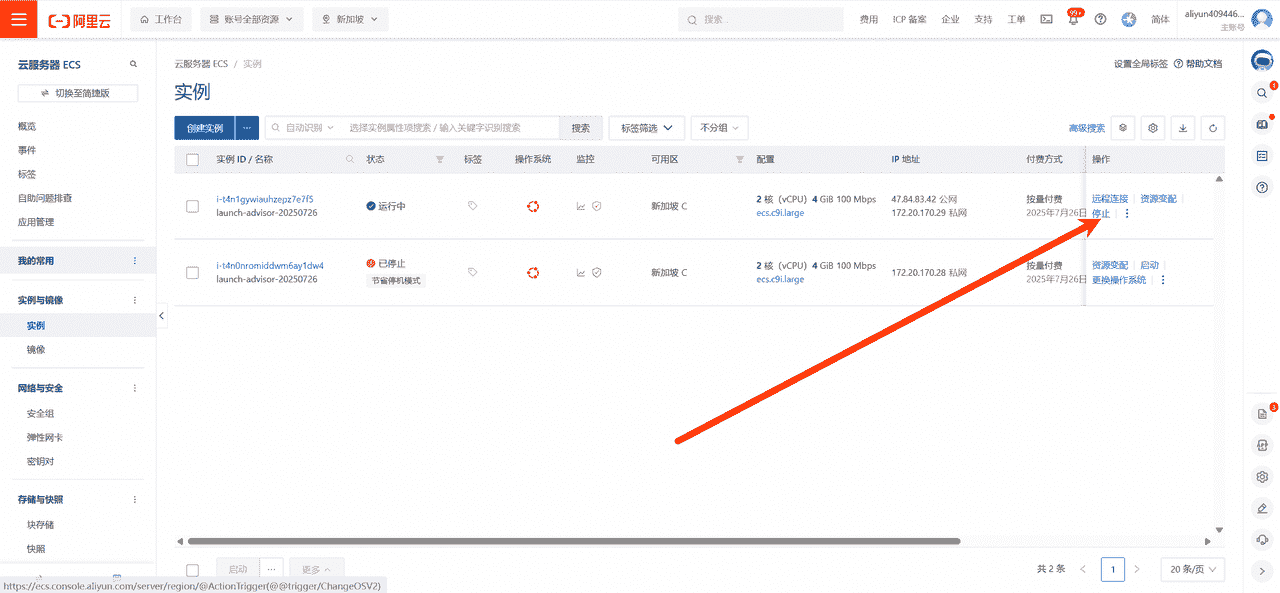 阿里云 工作台 账号全部资源 新加坡 搜索... 费用 ICP 备案 企业 支持 工单 99+ 简体 aliyun409446... 主账号
云服务器 ECS
切换至简捷版
概览
事件
标签
自助问题排查
应用管理
我的常用
实例与镜像
实例
镜像
网络与安全
安全组
弹性网卡
密钥对
存储与快照
块存储
快照
云服务器 ECS / 实例 设置全局标签 帮助文档
实例
创建实例 ... 自动识别 选择实例属性项搜索 / 输入关键字识别搜索 搜索 标签筛选 不分组 高级搜索
实例 ID / 名称 状态 标签 操作系统 监控 可用区 配置 IP 地址 付费方式 操作
i-t4n1gywiauhzepz7e7f5 运行中 新加坡 C 2 核（vCPU） 4 GiB 100 Mbps 47.84.83.42 公网 按量付费 远程连接 资源变配
launch-advisor-20250726 ecs.c9i.large 172.20.170.29 私网 2025年7月26日 停止
i-t4n0nromiddwm6ay1dw4 已停止 新加坡 C 2 核（vCPU） 4 GiB 100 Mbps 172.20.170.28 私网 按量付费 资源变配 启动
launch-advisor-20250726 节省停机模式 ecs.c9i.large 2025年7月26日 更换操作系统
启动 ... 更多 共 2 条 1 20 条/页
https://ecs.console.aliyun.com/server/region/@ActionTrigger(@@trigger/ChangeOSV2)